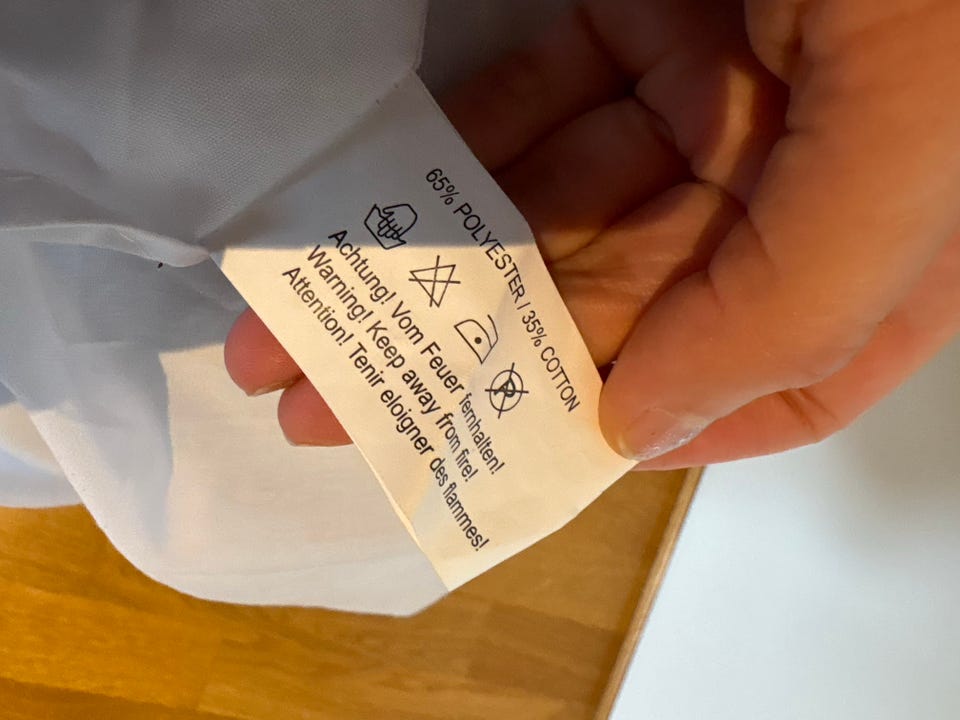 65% POLYESTER / 35% COTTON
P
Achtung! Vom Feuer fernhalten!
Warning! Keep away from fire!
Attention! Tenir eloigner des flammes!